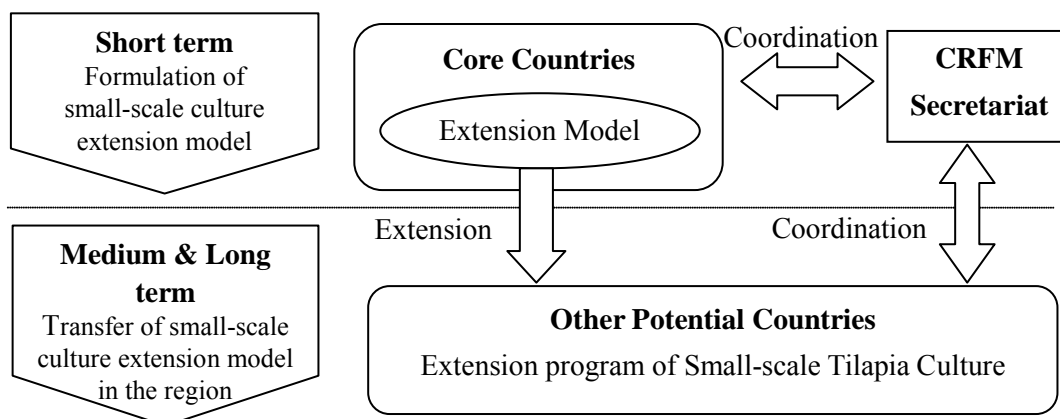 Short term
Formulation of
small-scale culture
extension model
Core Countries
Extension Model
Coordination
CRFM
Secretariat
Extension
Coordination
Medium & Long
term
Transfer of small-scale
culture extension model
in the region
Other Potential Countries
Extension program of Small-scale Tilapia Culture